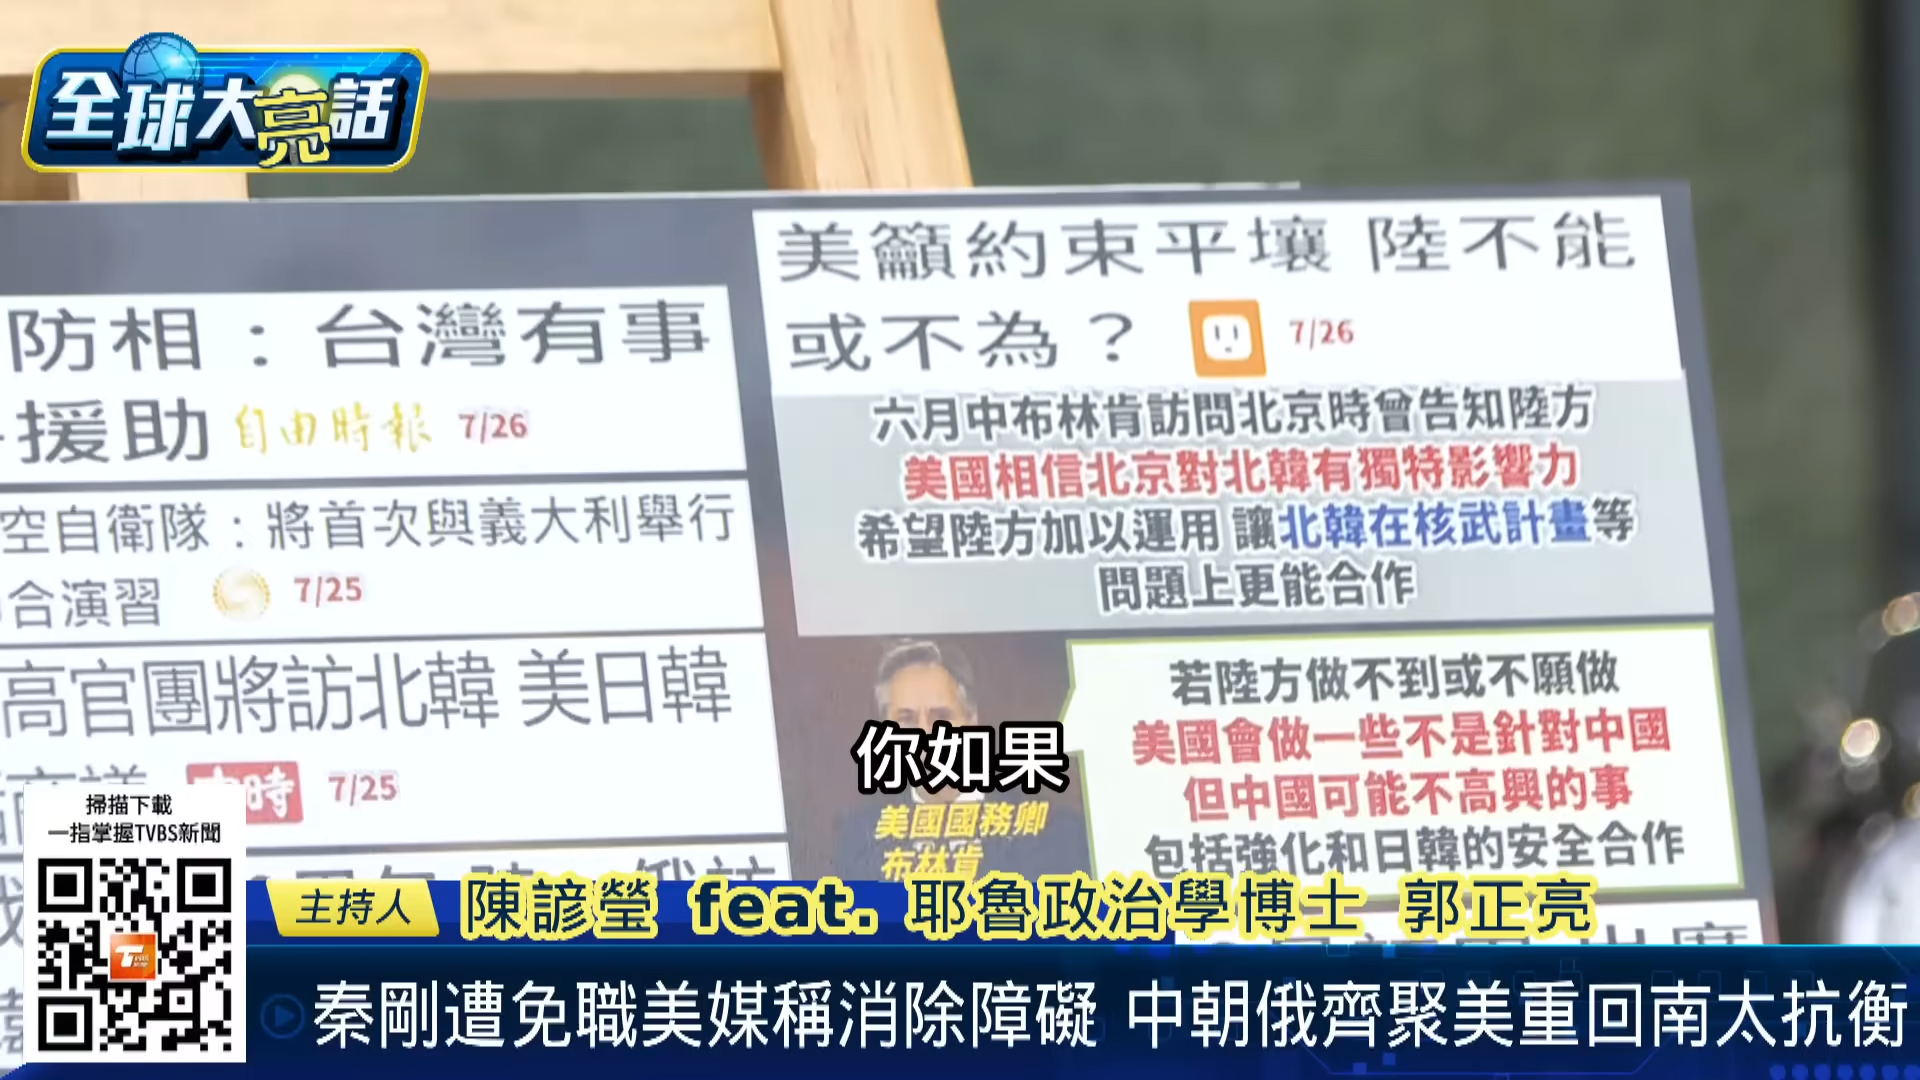 全球大亮話
美籲約束平壤 陸不能
或不為？ 7/26
六月中布林肯訪問北京時曾告知陸方
美國相信北京對北韓有獨特影響力
希望陸方加以運用 讓北韓在核武計畫等
問題上更能合作
若陸方做不到或不願做
美國會做一些不是針對中國
但中國可能不高興的事
包括強化和日韓的安全合作
美國國務卿
布林肯
防相：台灣有事
援助 自由時報 7/26
空自衛隊：將首次與義大利舉行
合演習 7/25
高官團將訪北韓 美日韓
7/25
你如果
掃描下載
一指掌握TVBS新聞
主持人 陳諺瑩 feat. 耶魯政治學博士 郭正亮
秦剛遭免職美媒稱消除障礙 中朝俄齊聚美重回南太抗衡